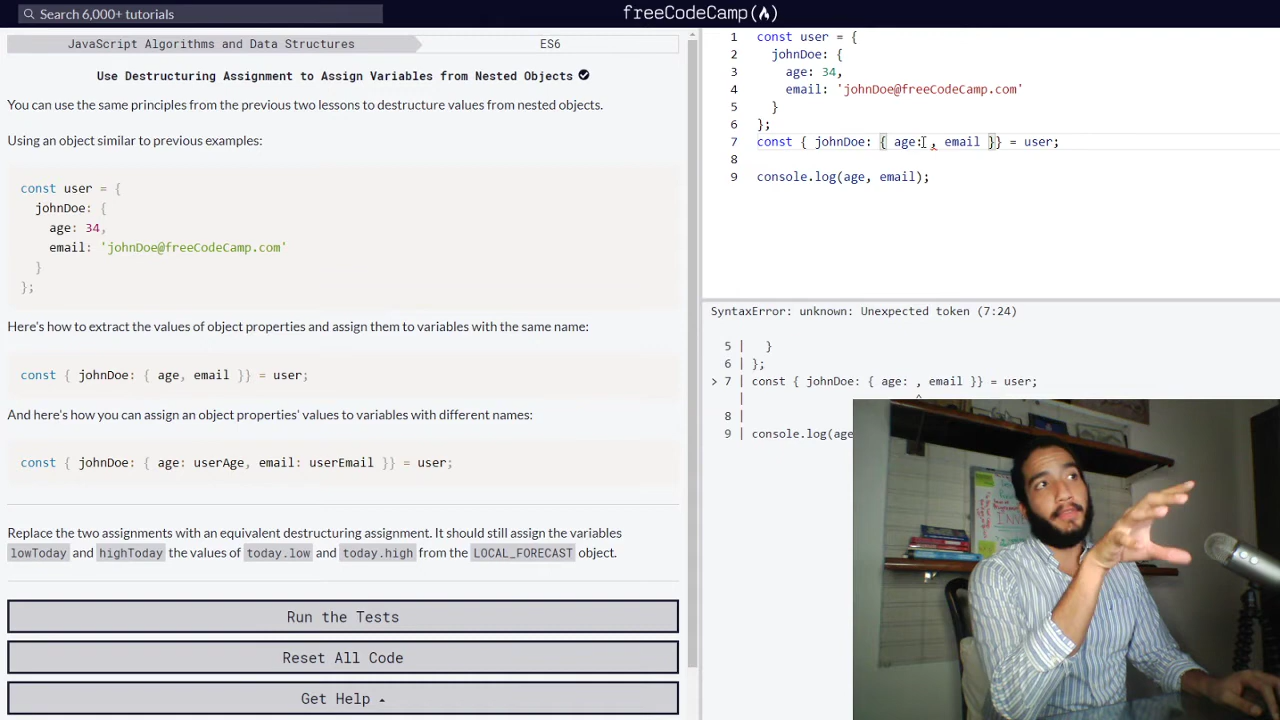 Search 6,000+ tutorials
freeCodeCamp
JavaScript Algorithms and Data Structures
ES6
Use Destructuring Assignment to Assign Variables from Nested Objects
You can use the same principles from the previous two lessons to destructure values from nested objects.
Using an object similar to previous examples:
const user = {
johnDoe: {
age: 34,
email: 'johnDoe@freeCodeCamp.com'
}
};
Here's how to extract the values of object properties and assign them to variables with the same name:
const { johnDoe: { age, email }} = user;
And here's how you can assign an object properties' values to variables with different names:
const { johnDoe: { age: userAge, email: userEmail }} = user;
Replace the two assignments with an equivalent destructuring assignment. It should still assign the variables
lowToday and highToday the values of today.low and today.high from the LOCAL_FORECAST object.
Run the Tests
Reset All Code
Get Help
1 const user = {
2 johnDoe: {
3 age: 34,
4 email: 'johnDoe@freeCodeCamp.com'
5 }
6 };
7 const { johnDoe: { age: , email }} = user;
8
9 console.log(age, email);
SyntaxError: unknown: Unexpected token (7:24)
5 | }
6 | };
> 7 | const { johnDoe: { age: , email }} = user;
| ^
8 |
9 | console.log(age